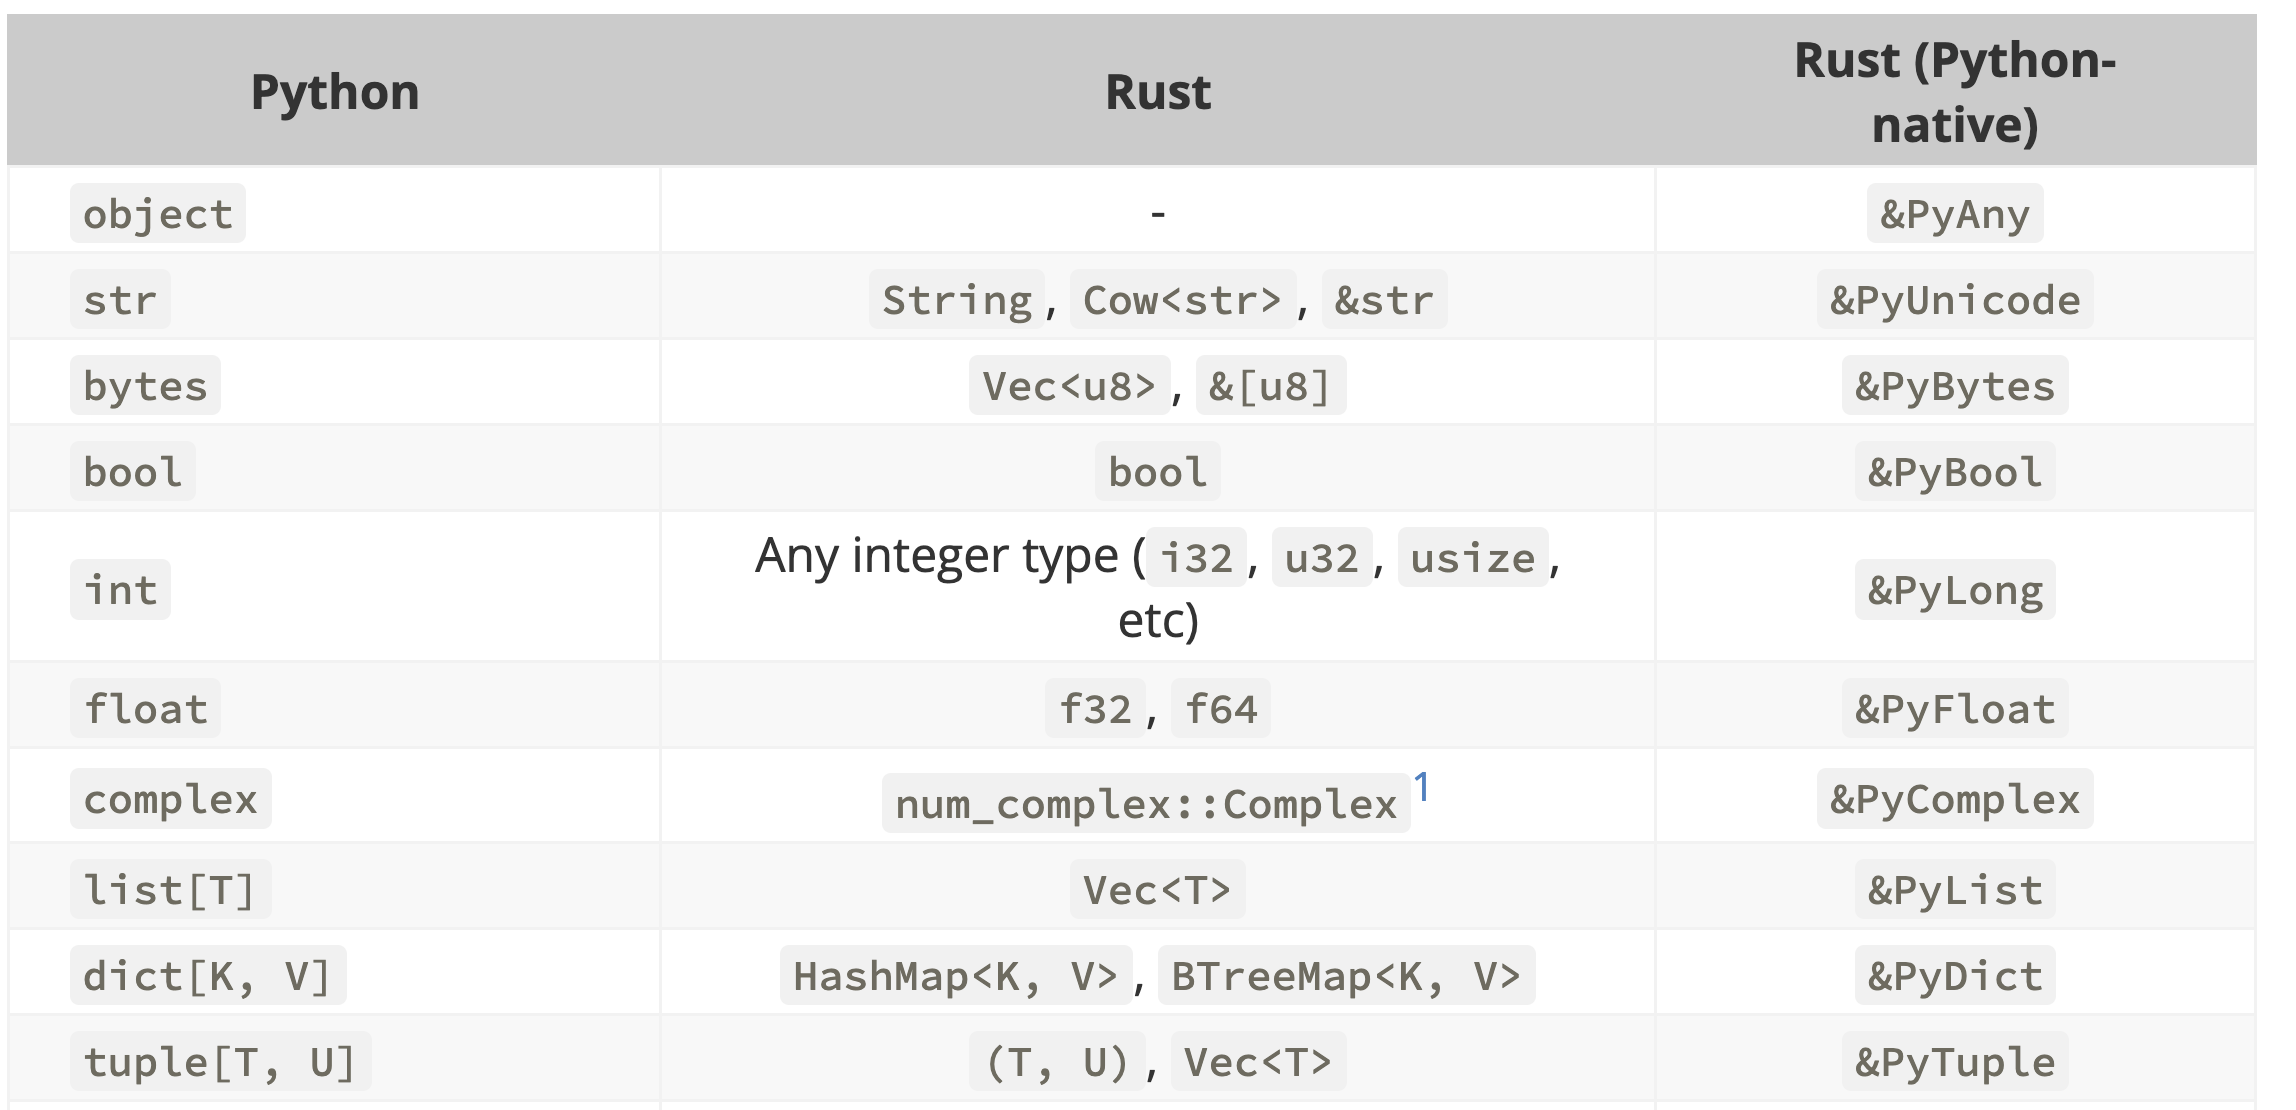 Python Rust Rust (Python-
native)
object - &PyAny
str String, Cow<str>, &str &PyUnicode
bytes Vec<u8>, &[u8] &PyBytes
bool bool &PyBool
int Any integer type (i32, u32, usize, &PyLong
etc)
float f32, f64 &PyFloat
complex num_complex::Complex1 &PyComplex
list[T] Vec<T> &PyList
dict[K, V] HashMap<K, V>, BTreeMap<K, V> &PyDict
tuple[T, U] (T, U), Vec<T> &PyTuple